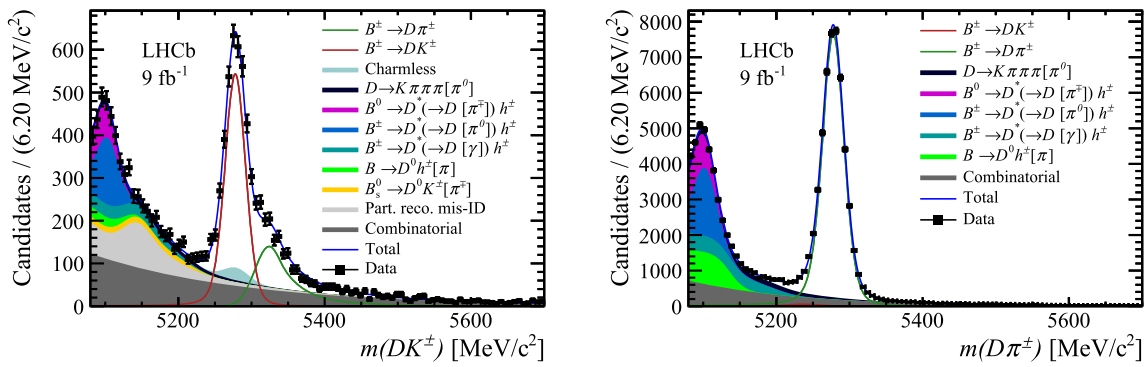 Candidates / (6.20 MeV/c²)
600
500
400
300
200
100
0
LHCb
9 fb⁻¹
B± →Dπ±
B± →DK±
Charmless
D→Kπππ[π⁰]
B⁰ →D*(→D [π∓]) h±
B± →D*(→D [π⁰]) h±
B± →D*(→D [γ]) h±
B →D⁰h±[π]
Bₛ⁰→D⁰K±[π∓]
Part. reco. mis-ID
Combinatorial
Total
Data
5200
5400
5600
m(DK±) [MeV/c²]
Candidates / (6.20 MeV/c²)
8000
7000
6000
5000
4000
3000
2000
1000
0
LHCb
9 fb⁻¹
B± →DK±
B± →Dπ±
D→Kπππ[π⁰]
B⁰ →D*(→D [π∓]) h±
B± →D*(→D [π⁰]) h±
B± →D*(→D [γ]) h±
B →D⁰h±[π]
Combinatorial
Total
Data
5200
5400
5600
m(Dπ±) [MeV/c²]